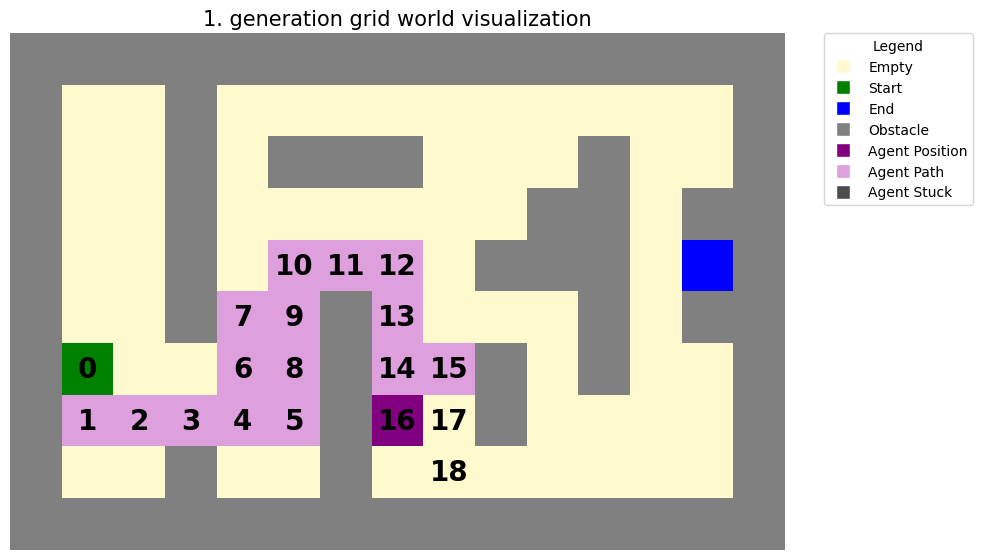 1. generation grid world visualization
Legend
Empty
Start
End
Obstacle
Agent Position
Agent Path
Agent Stuck
10 11 12
7 9 13
0 6 8 14 15
1 2 3 4 5 16 17
18